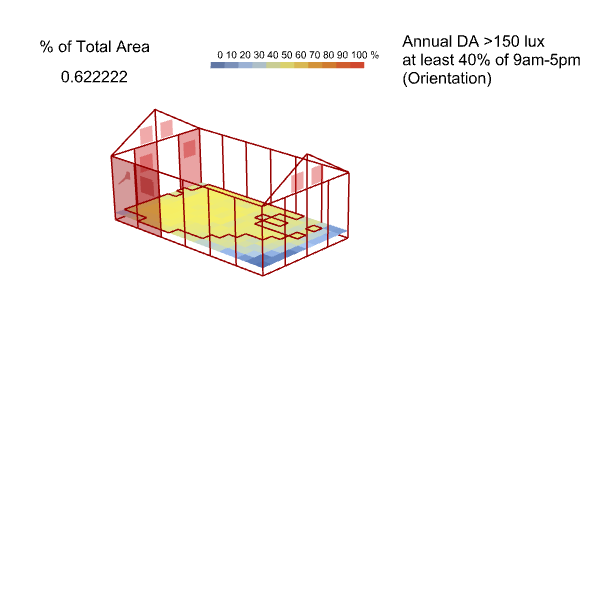 % of Total Area
0.622222
0 10 20 30 40 50 60 70 80 90 100 %
Annual DA >150 lux
at least 40% of 9am-5pm
(Orientation)